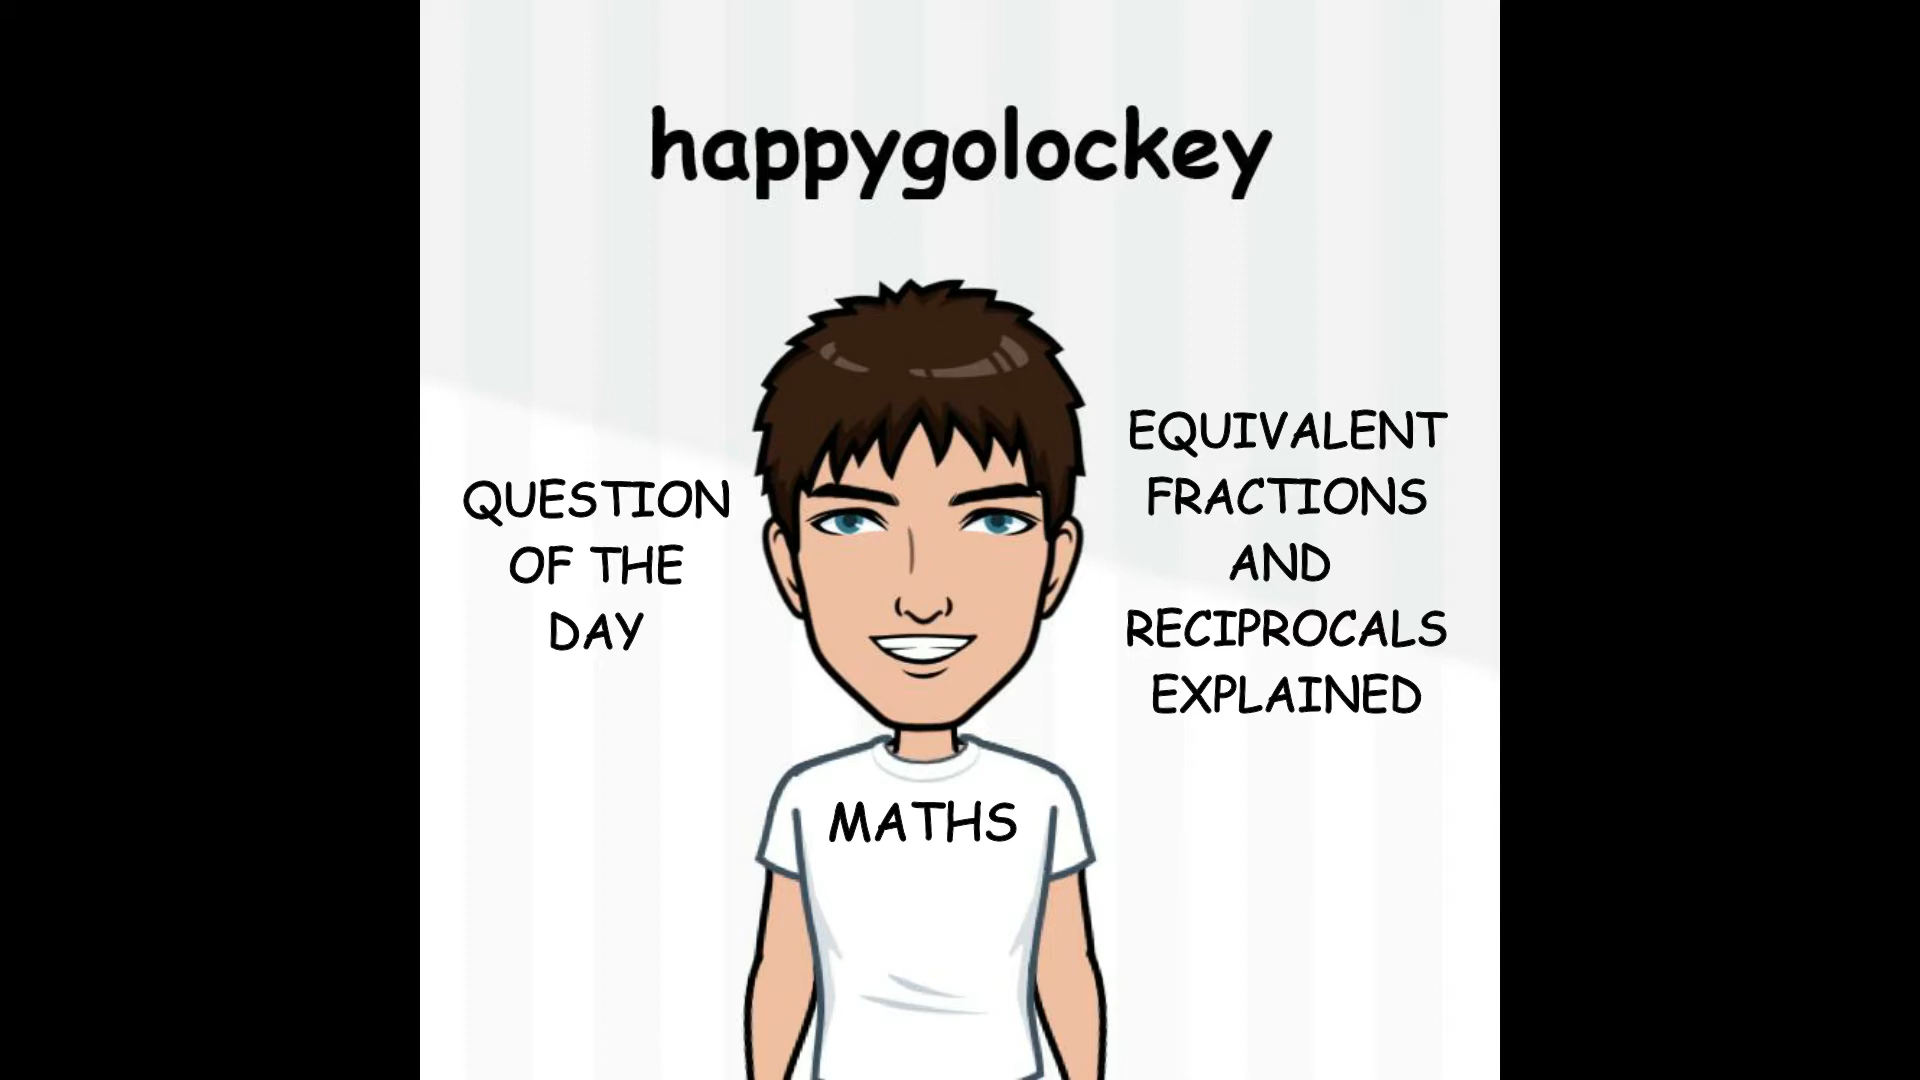 happygolockey
QUESTION
OF THE
DAY
EQUIVALENT
FRACTIONS
AND
RECIPROCALS
EXPLAINED
MATHS